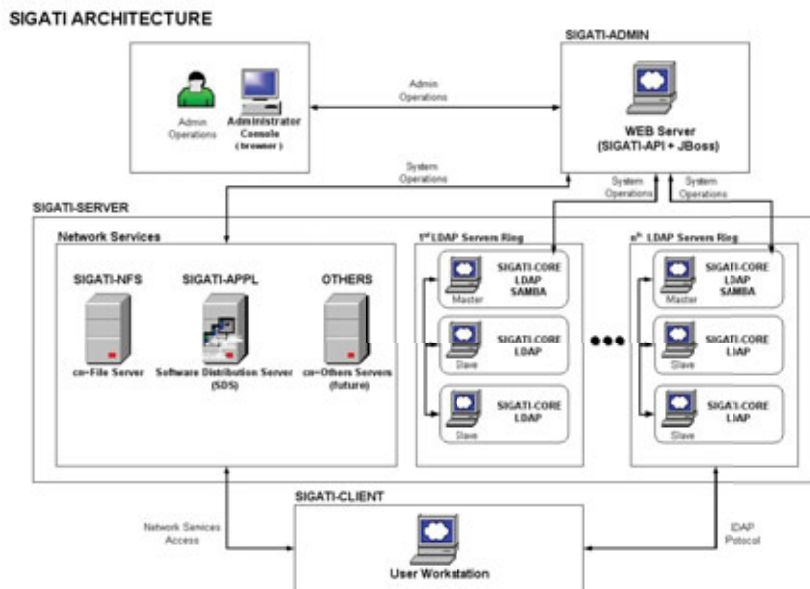 SIGATI ARCHITECTURE
SIGATI-ADMIN
Admin
Operations
Administrator
Console
(browser)
Admin
Operations
WEB Server
(SIGATI-API + JBoss)
System
Operations
System
Operations
System
Operations
SIGATI-SERVER
Network Services
SIGATI-NFS
SIGATI-APPL
OTHERS
cn-File Server
Software Distribution Server
(SDS)
cn-Others Servers
(future)
1st LDAP Servers Ring
SIGATI-CORE
LDAP
SAMBA
Master
SIGATI-CORE
LDAP
Slave
SIGATI-CORE
LDAP
Slave
nth LDAP Servers Ring
SIGATI-CORE
LDAP
SAMBA
Master
SIGATI-CORE
LDAP
Slave
SIGATI-CORE
LDAP
Slave
SIGATI-CLIENT
Network Services
Access
User Workstation
LDAP
Potocol